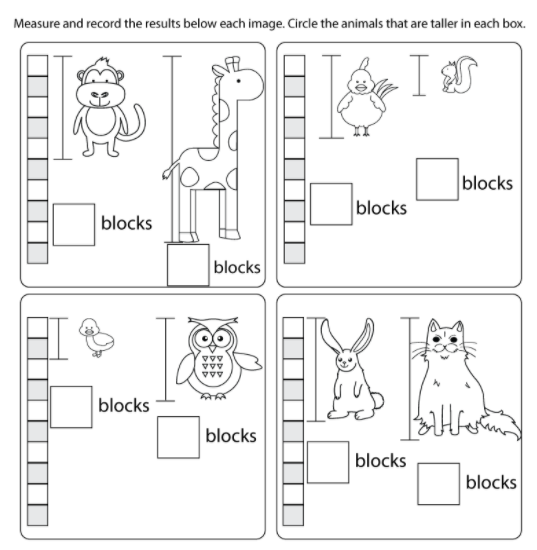 Measure and record the results below each image. Circle the animals that are taller in each box.
blocks
blocks
blocks
blocks
blocks
blocks
blocks
blocks